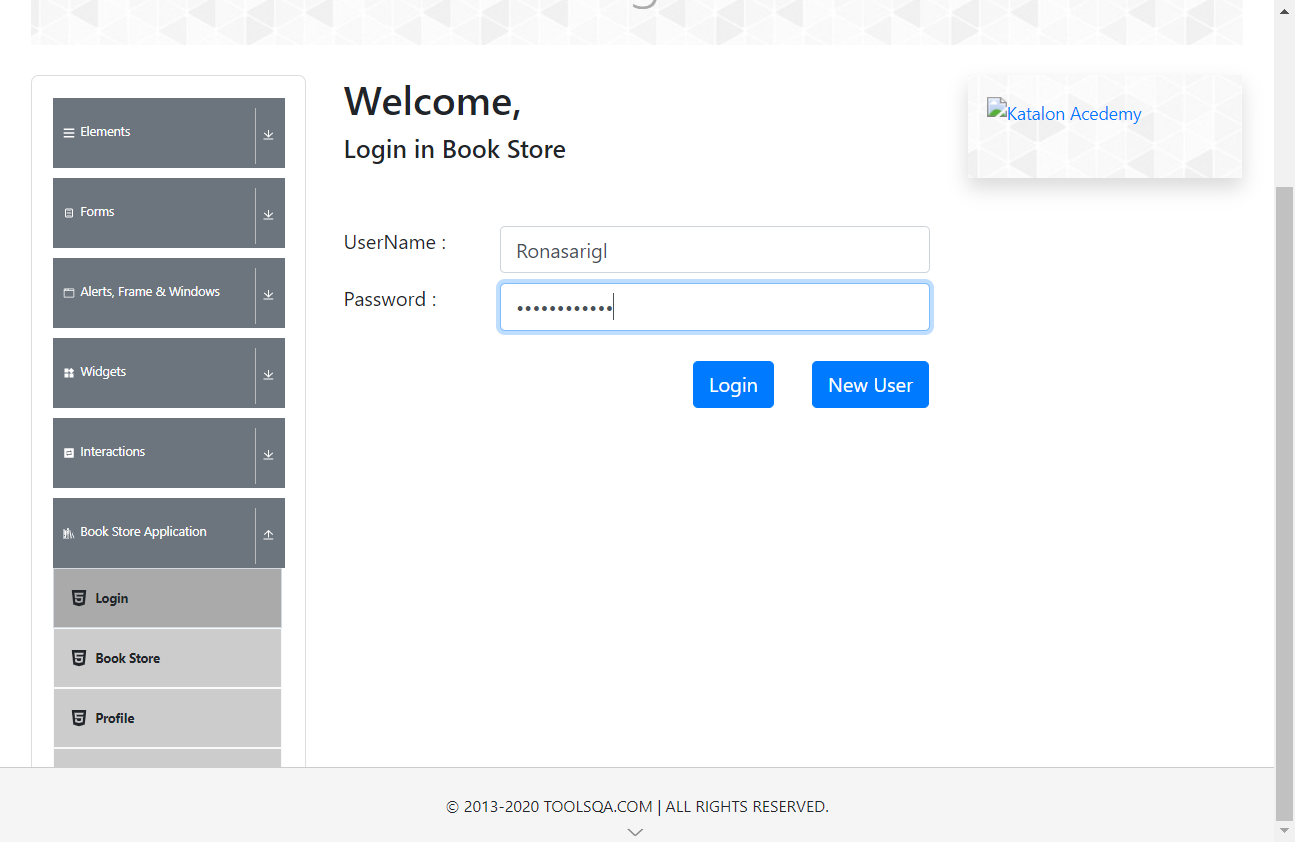 Elements
Forms
Alerts, Frame & Windows
Widgets
Interactions
Book Store Application
Login
Book Store
Profile
Welcome,
Login in Book Store
UserName :
Ronasarigl
Password :
••••••••••••
Login
New User
Katalon Acedemy
© 2013-2020 TOOLSQA.COM | ALL RIGHTS RESERVED.